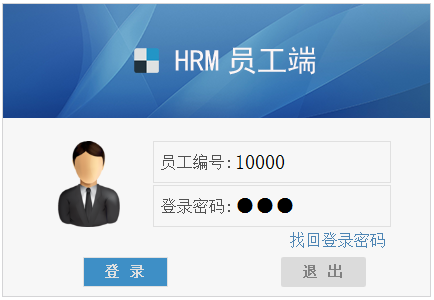 HRM 员工端
员工编号: 10000
登录密码: ●●●
找回登录密码
登 录
退 出